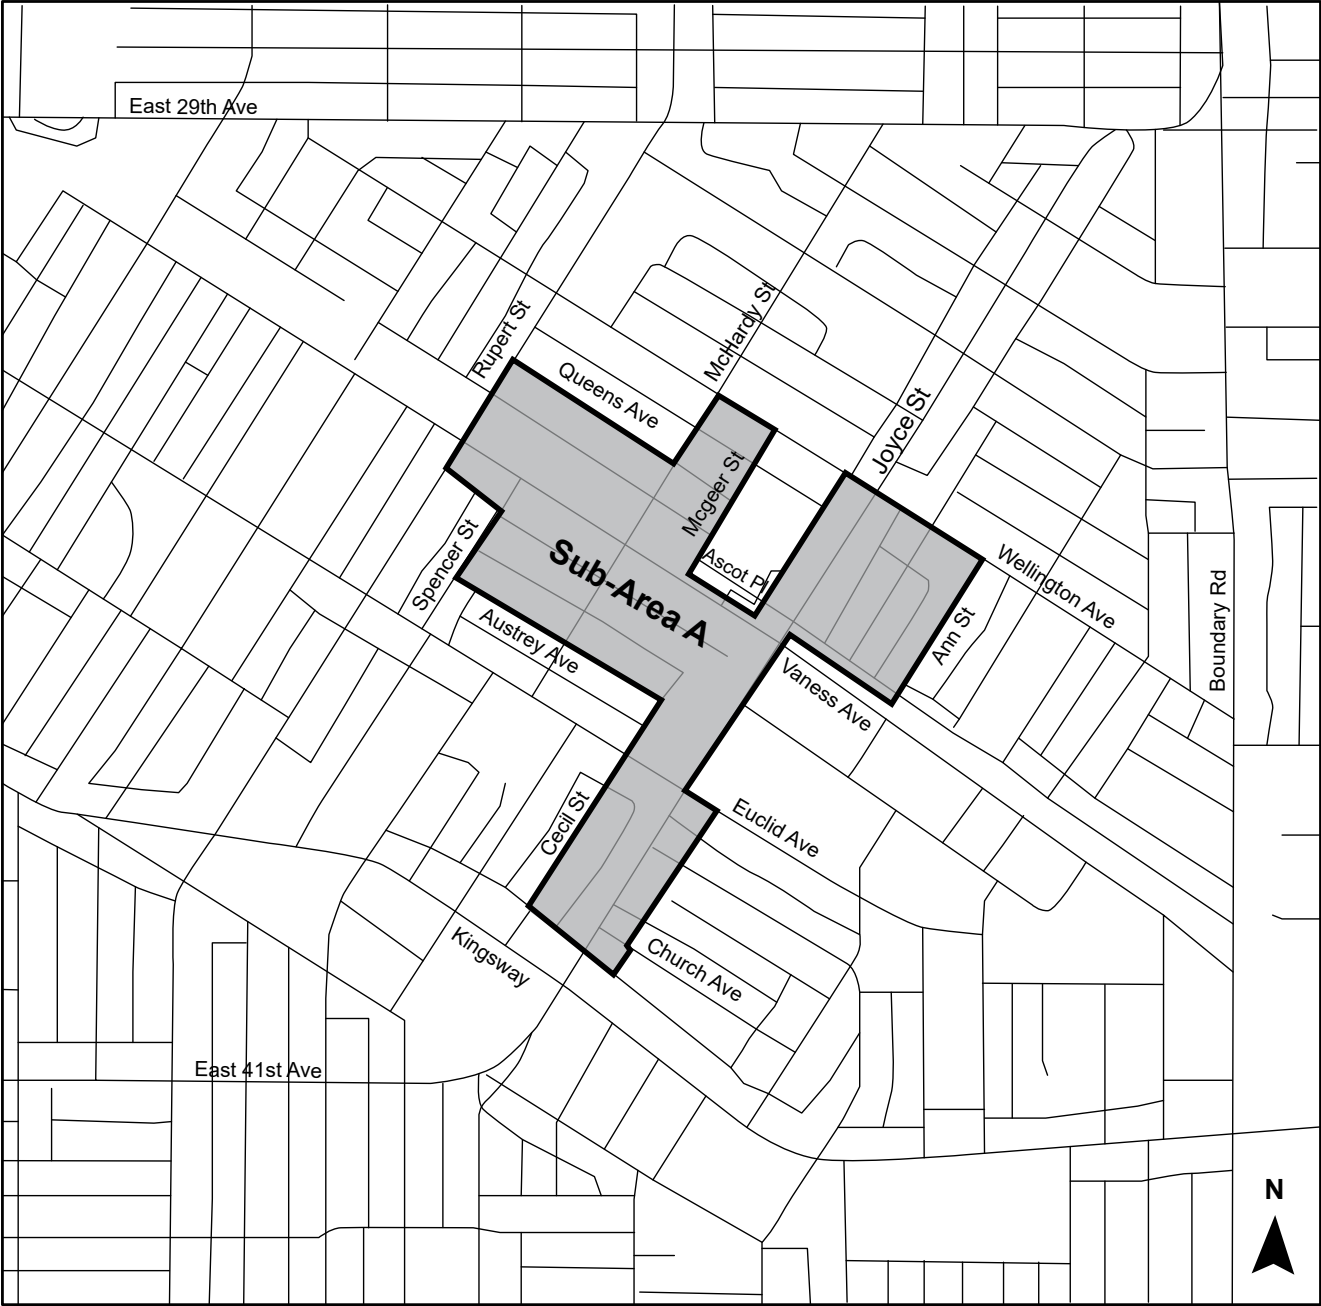 East 29th Ave
Rupert St
McHardy St
Queens Ave
Joyce St
Mcgeer St
Spencer St
Sub-Area A
Ascot Pl
Wellington Ave
Boundary Rd
Ann St
Austrey Ave
Vaness Ave
Cecil St
Euclid Ave
Kingsway
Church Ave
East 41st Ave
N